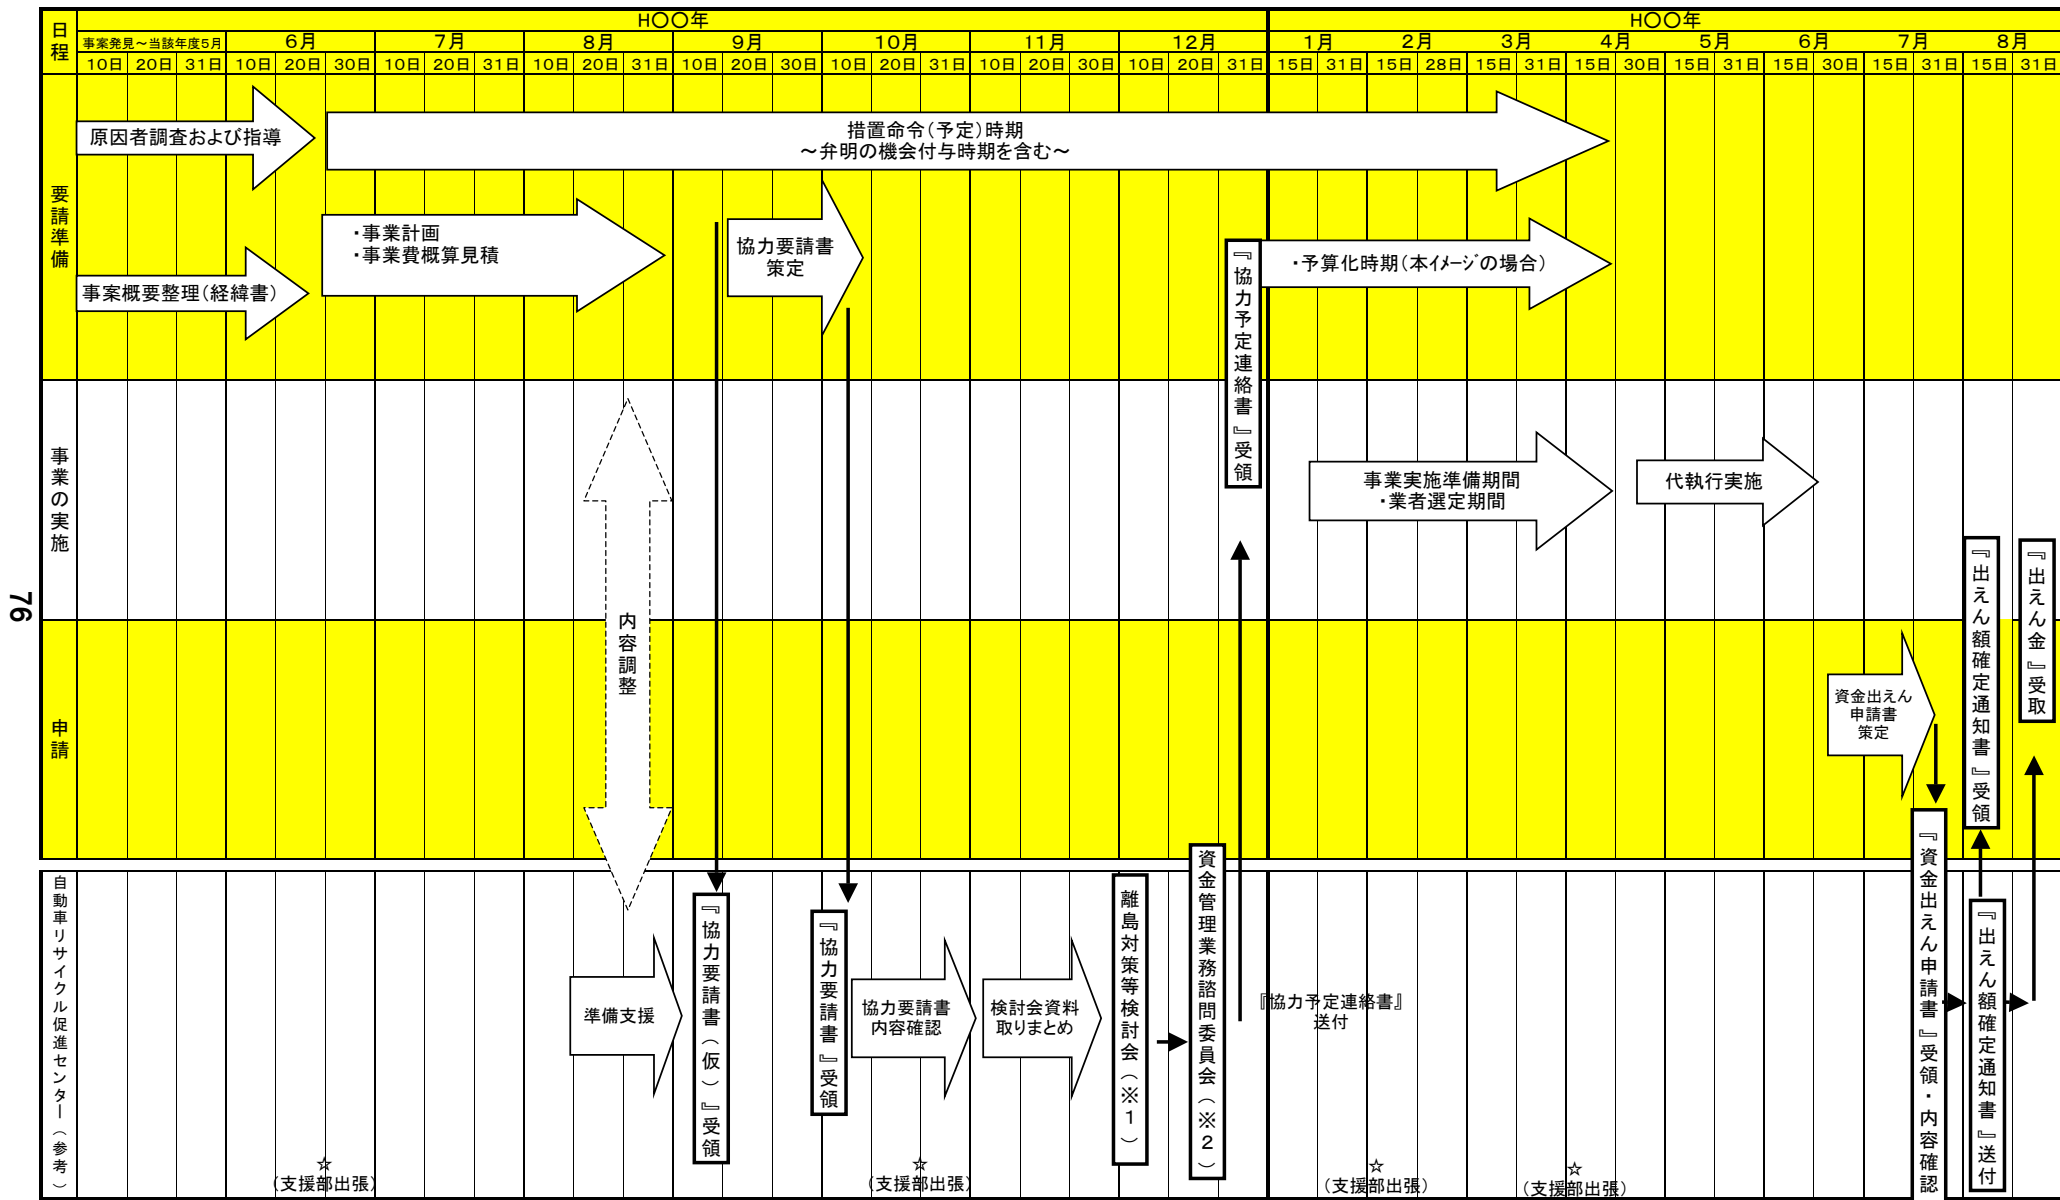 日程
H〇〇年
H〇〇年
事案発見～当該年度5月
6月
7月
8月
9月
10月
11月
12月
1月
2月
3月
4月
5月
6月
7月
8月
10日 20日 31日 10日 20日 30日 10日 20日 31日 10日 20日 31日 10日 20日 30日 10日 20日 31日 10日 20日 30日 10日 20日 31日 15日 31日 15日 28日 15日 31日 15日 30日 15日 31日 15日 30日 15日 31日 15日 31日
要請準備
原因者調査および指導
措置命令(予定)時期
～弁明の機会付与時期を含む～
・事業計画
・事業費概算見積
協力要請書
策定
事案概要整理(経緯書)
『協力予定連絡書』受領
・予算化時期(本イメージの場合)
事業の実施
事業実施準備期間
・業者選定期間
代執行実施
内容調整
申請
資金出えん
申請書
策定
『出えん額確定通知書』受領
『出えん金』受取
自動車リサイクル促進センター(参考)
準備支援
『協力要請書(仮)』受領
『協力要請書』受領
協力要請書
内容確認
検討会資料
取りまとめ
離島対策等検討会(※1)
資金管理業務諮問委員会(※2)
『協力予定連絡書』
送付
『資金出えん申請書』受領・内容確認
『出えん額確定通知書』送付
☆
(支援部出張)
☆
(支援部出張)
☆
(支援部出張)
☆
(支援部出張)
76